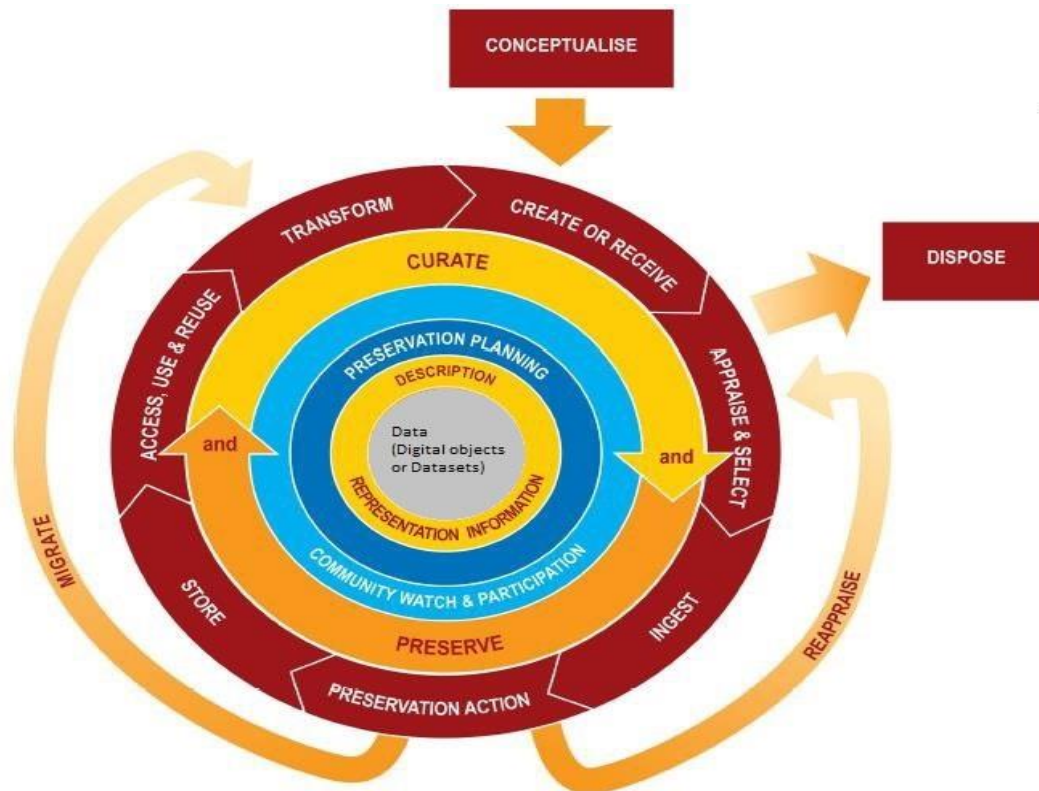 CONCEPTUALISE
TRANSFORM
CREATE OR RECEIVE
DISPOSE
CURATE
ACCESS, USE & REUSE
PRESERVATION PLANNING
DESCRIPTION
APPRAISE & SELECT
Data
(Digital objects
or Datasets)
and
and
REPRESENTATION INFORMATION
COMMUNITY WATCH & PARTICIPATION
MIGRATE
STORE
INGEST
REAPPRAISE
PRESERVE
PRESERVATION ACTION